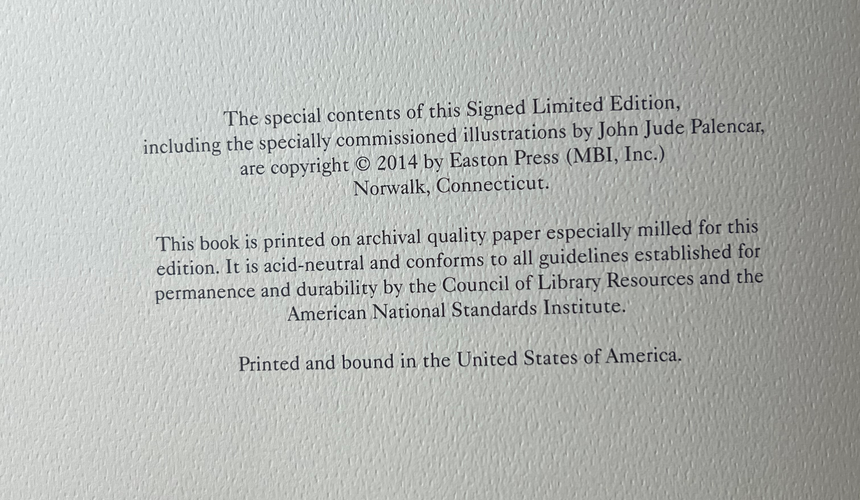 The special contents of this Signed Limited Edition,
including the specially commissioned illustrations by John Jude Palencar,
are copyright © 2014 by Easton Press (MBI, Inc.)
Norwalk, Connecticut.
This book is printed on archival quality paper especially milled for this
edition. It is acid-neutral and conforms to all guidelines established for
permanence and durability by the Council of Library Resources and the
American National Standards Institute.
Printed and bound in the United States of America.